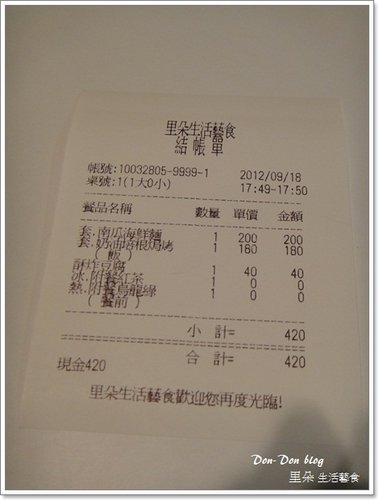 里朵生活藝食
結 帳 單
帳號:10032805-9999-1 2012/09/18
桌號:1(1大0小) 17:49-17:50
餐品名稱 數量 單價 金額
套.南瓜海鮮麵 1 200 200
套.奶油培根焗烤 1 180 180
( 飯 )
酥炸豆腐 1 40 40
冰.附餐紅茶 1 0 0
熱.附餐烏龍綠 1 0 0
( 餐前 )
小 計= 420
現金420 合 計= 420
里朵生活藝食歡迎您再度光臨!
Don-Don blog
里朵 生活藝食